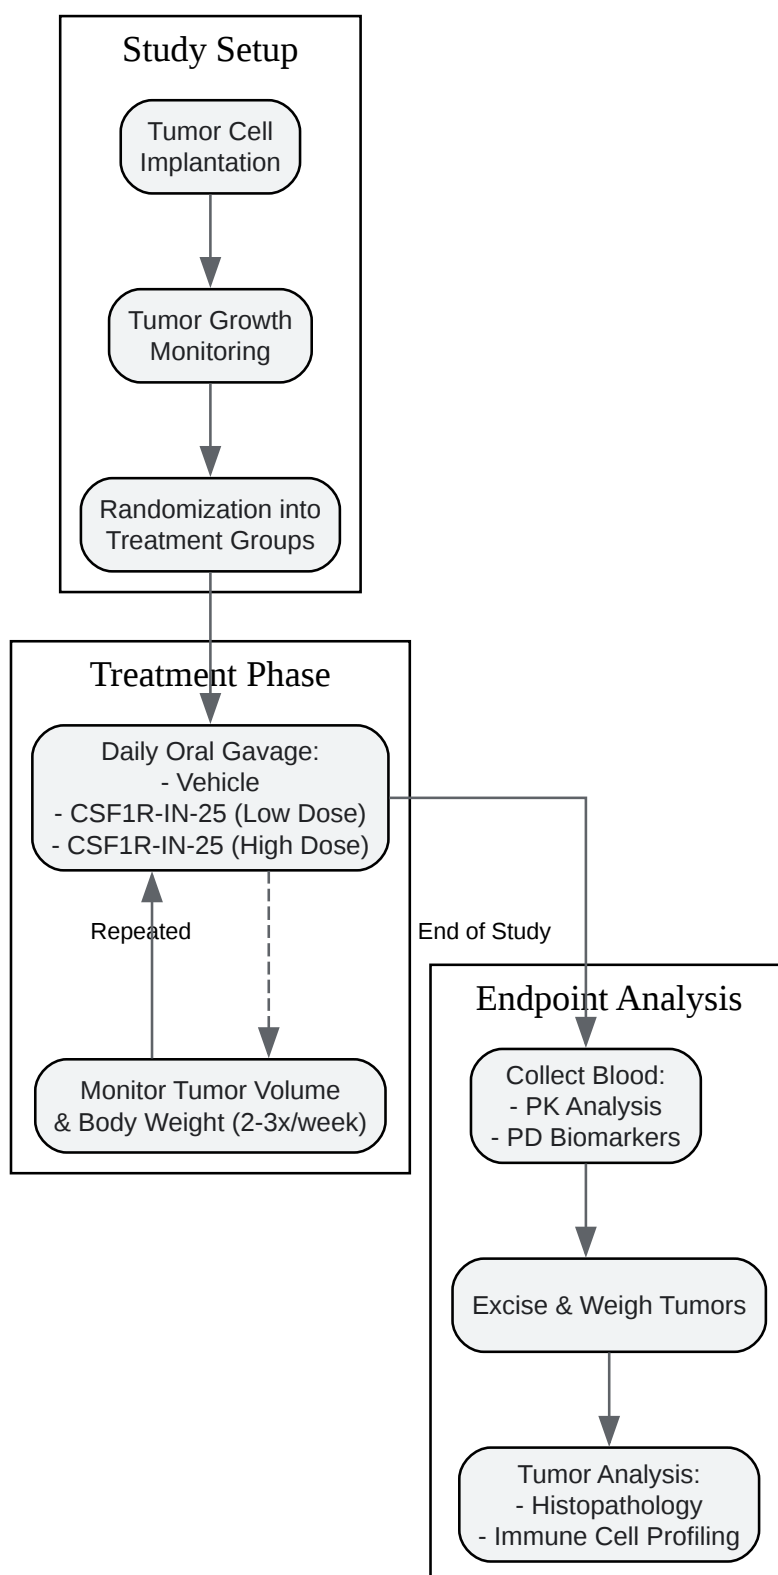 Study Setup
Tumor Cell
Implantation
Tumor Growth
Monitoring
Randomization into
Treatment Groups
Treatment Phase
Daily Oral Gavage:
- Vehicle
- CSF1R-IN-25 (Low Dose)
- CSF1R-IN-25 (High Dose)
Repeated
End of Study
Monitor Tumor Volume
& Body Weight (2-3x/week)
Endpoint Analysis
Collect Blood:
- PK Analysis
- PD Biomarkers
Excise & Weigh Tumors
Tumor Analysis:
- Histopathology
- Immune Cell Profiling